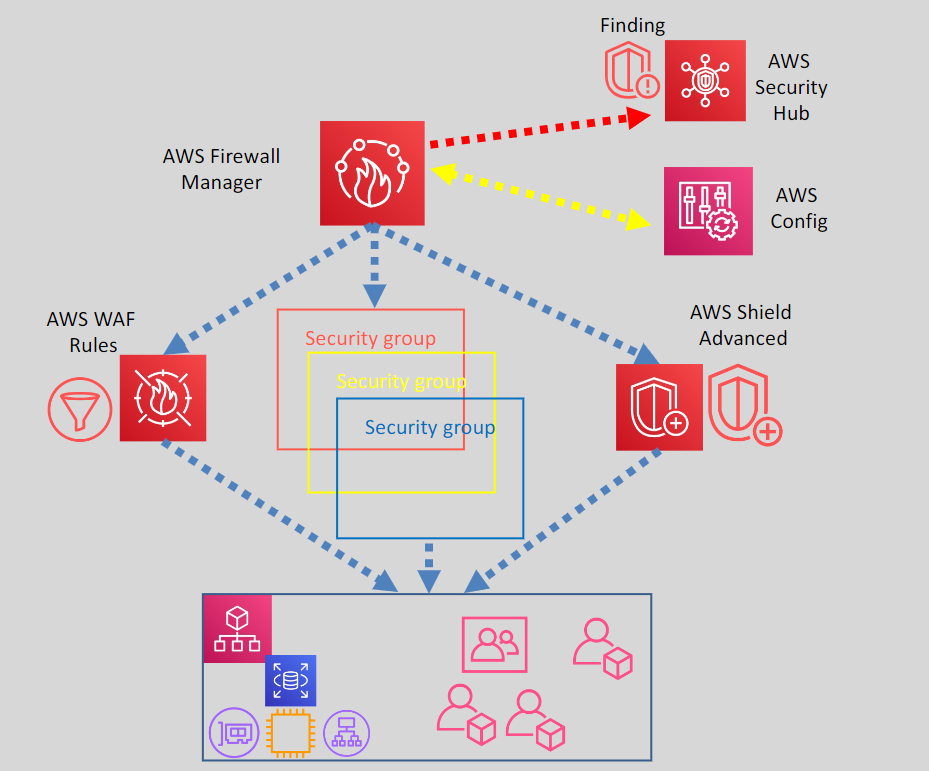 Finding
AWS
Security
Hub
AWS Firewall
Manager
AWS
Config
AWS WAF
Rules
AWS Shield
Advanced
Security group
Security group
Security group